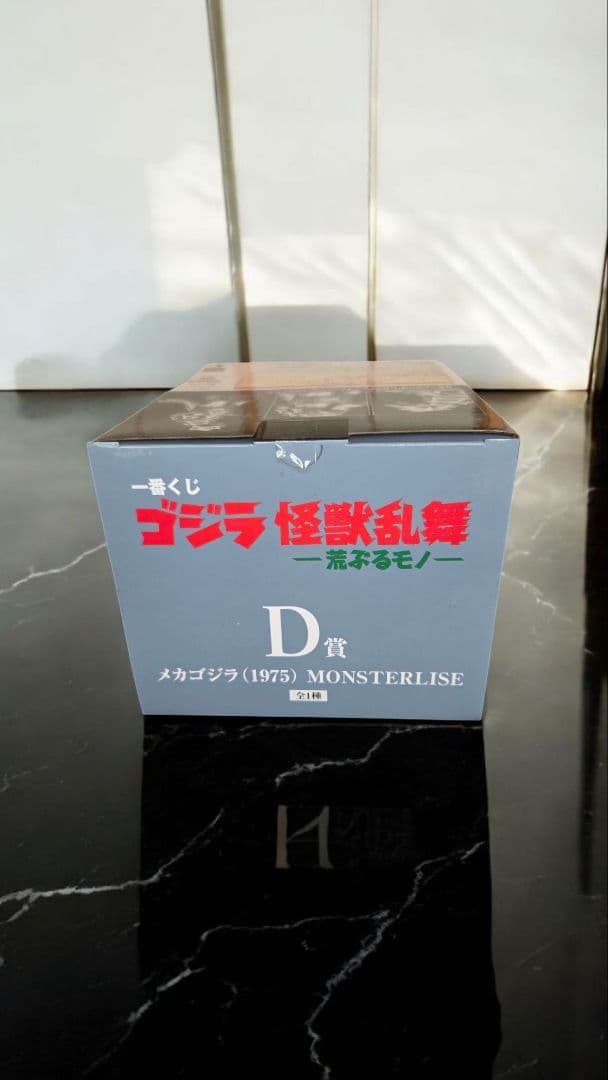 一番くじ
ゴジラ 怪獣乱舞
―荒ぶるモノ―
D賞
メカゴジラ(1975) MONSTERLISE
全1種